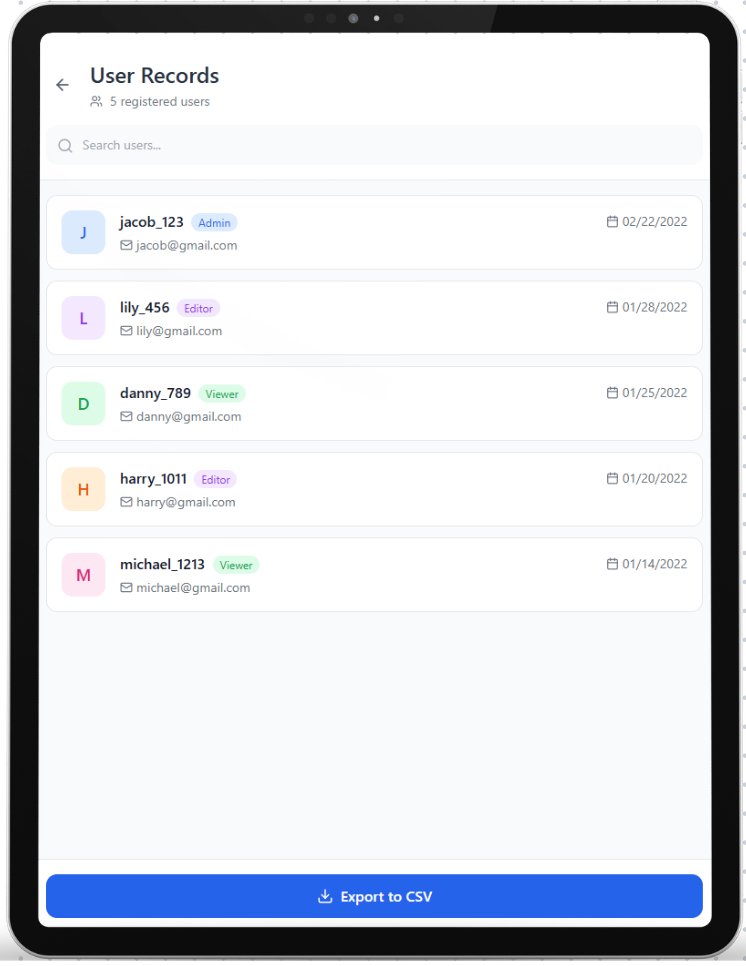 User Records
5 registered users
Search users...
J
jacob_123 Admin 02/22/2022
jacob@gmail.com
L
lily_456 Editor 01/28/2022
lily@gmail.com
D
danny_789 Viewer 01/25/2022
danny@gmail.com
H
harry_1011 Editor 01/20/2022
harry@gmail.com
M
michael_1213 Viewer 01/14/2022
michael@gmail.com
Export to CSV